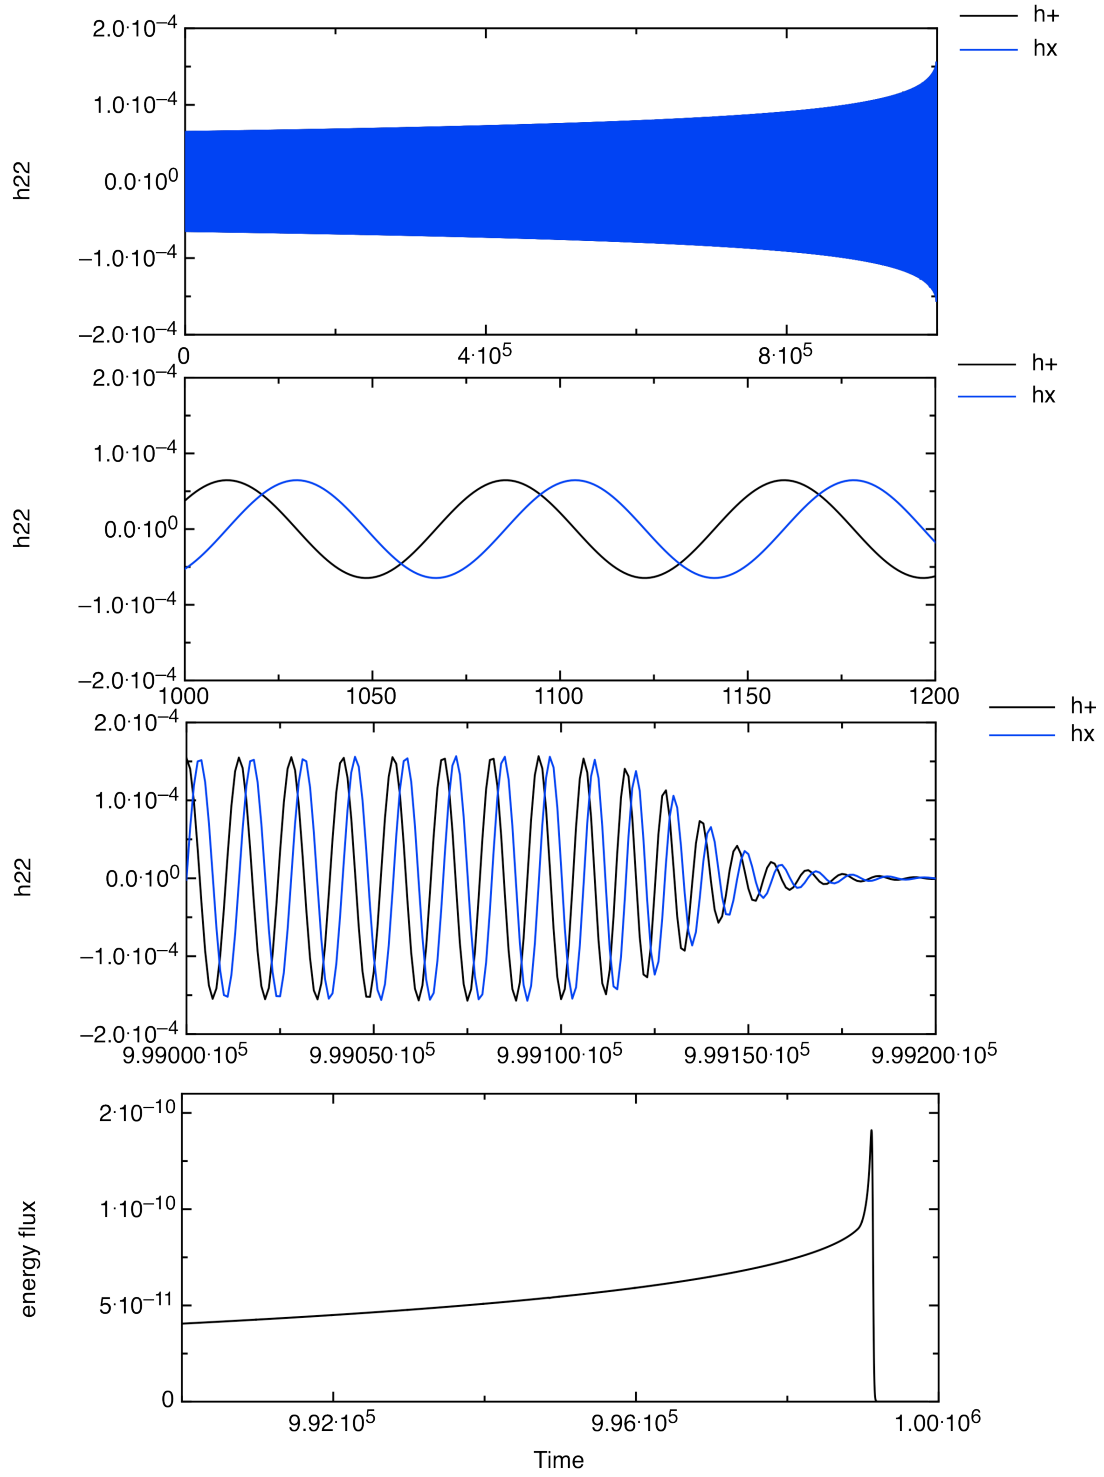 h+
hx
2.0·10⁻⁴
1.0·10⁻⁴
0.0·10⁰
−1.0·10⁻⁴
−2.0·10⁻⁴
h22
0 4·10⁵ 8·10⁵
h+
hx
2.0·10⁻⁴
1.0·10⁻⁴
0.0·10⁰
−1.0·10⁻⁴
−2.0·10⁻⁴
h22
1000 1050 1100 1150 1200
h+
hx
2.0·10⁻⁴
1.0·10⁻⁴
0.0·10⁰
−1.0·10⁻⁴
−2.0·10⁻⁴
h22
9.99000·10⁵ 9.99050·10⁵ 9.99100·10⁵ 9.99150·10⁵ 9.99200·10⁵
2·10⁻¹⁰
1·10⁻¹⁰
5·10⁻¹¹
0
energy flux
9.92·10⁵ 9.96·10⁵ 1.00·10⁶
Time